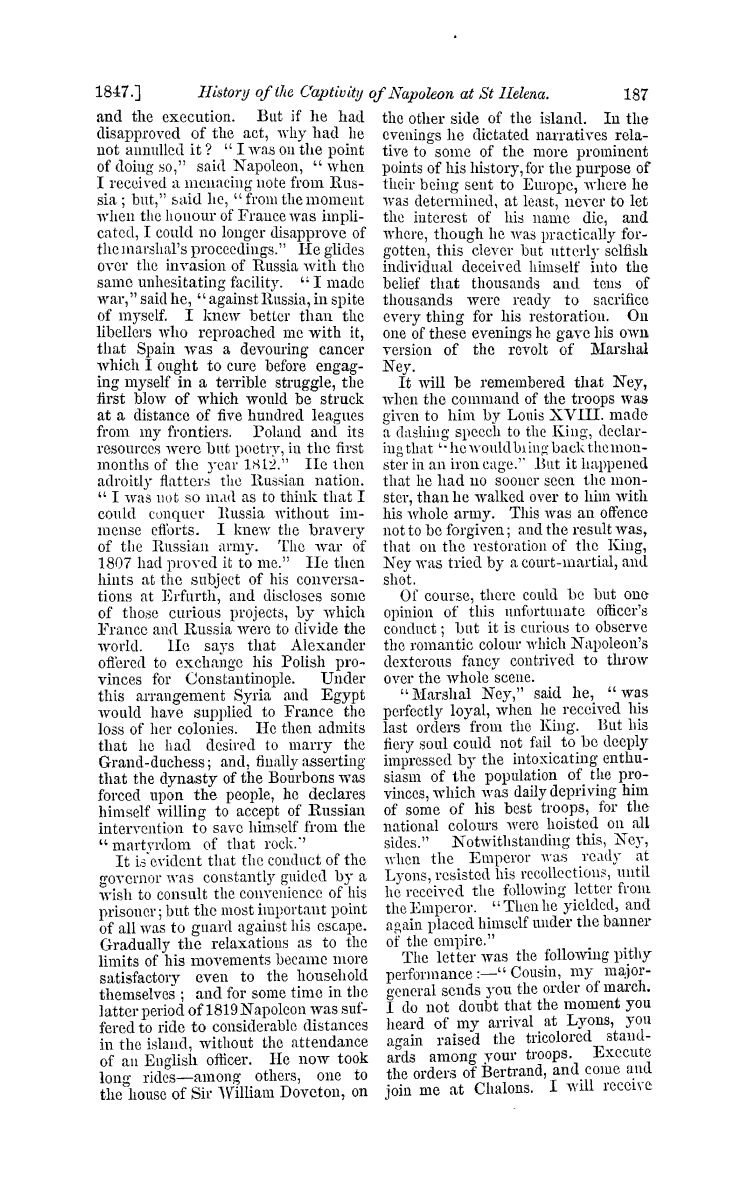 1847.] History of the Captivity of Napoleon at St Helena. 187
and the execution. But if he had
disapproved of the act, why had he
not annulled it? "I was on the point
of doing so," said Napoleon, "when
I received a menacing note from Rus-
sia; but," said he, "from the moment
when the honour of France was impli-
cated, I could no longer disapprove of
the marshal's proceedings." He glides
over the invasion of Russia with the
same unhesitating facility. "I made
war," said he, "against Russia, in spite
of myself. I knew better than the
libellers who reproached me with it,
that Spain was a devouring cancer
which I ought to cure before engag-
ing myself in a terrible struggle, the
first blow of which would be struck
at a distance of five hundred leagues
from my frontiers. Poland and its
resources were but poetry, in the first
months of the year 1812." He then
adroitly flatters the Russian nation.
"I was not so mad as to think that I
could conquer Russia without im-
mense efforts. I knew the bravery
of the Russian army. The war of
1807 had proved it to me." He then
hints at the subject of his conversa-
tions at Erfurth, and discloses some
of those curious projects, by which
France and Russia were to divide the
world. He says that Alexander
offered to exchange his Polish pro-
vinces for Constantinople. Under
this arrangement Syria and Egypt
would have supplied to France the
loss of her colonies. He then admits
that he had desired to marry the
Grand-duchess; and, finally asserting
that the dynasty of the Bourbons was
forced upon the people, he declares
himself willing to accept of Russian
intervention to save himself from the
"martyrdom of that rock."
It is evident that the conduct of the
governor was constantly guided by a
wish to consult the convenience of his
prisoner; but the most important point
of all was to guard against his escape.
Gradually the relaxations as to the
limits of his movements became more
satisfactory even to the household
themselves; and for some time in the
latter period of 1819 Napoleon was suf-
fered to ride to considerable distances
in the island, without the attendance
of an English officer. He now took
long rides—among others, one to
the house of Sir William Doveton, on
the other side of the island. In the
evenings he dictated narratives rela-
tive to some of the more prominent
points of his history, for the purpose of
their being sent to Europe, where he
was determined, at least, never to let
the interest of his name die, and
where, though he was practically for-
gotten, this clever but utterly selfish
individual deceived himself into the
belief that thousands and tens of
thousands were ready to sacrifice
every thing for his restoration. On
one of these evenings he gave his own
version of the revolt of Marshal
Ney.
It will be remembered that Ney,
when the command of the troops was
given to him by Louis XVIII. made
a dashing speech to the King, declar-
ing that "he would bring back the mon-
ster in an iron cage." But it happened
that he had no sooner seen the mon-
ster, than he walked over to him with
his whole army. This was an offence
not to be forgiven; and the result was,
that on the restoration of the King,
Ney was tried by a court-martial, and
shot.
Of course, there could be but one
opinion of this unfortunate officer's
conduct; but it is curious to observe
the romantic colour which Napoleon's
dexterous fancy contrived to throw
over the whole scene.
"Marshal Ney," said he, "was
perfectly loyal, when he received his
last orders from the King. But his
fiery soul could not fail to be deeply
impressed by the intoxicating enthu-
siasm of the population of the pro-
vinces, which was daily depriving him
of some of his best troops, for the
national colours were hoisted on all
sides." Notwithstanding this, Ney,
when the Emperor was ready at
Lyons, resisted his recollections, until
he received the following letter from
the Emperor. "Then he yielded, and
again placed himself under the banner
of the empire."
The letter was the following pithy
performance:—"Cousin, my major-
general sends you the order of march.
I do not doubt that the moment you
heard of my arrival at Lyons, you
again raised the tricolored stand-
ards among your troops. Execute
the orders of Bertrand, and come and
join me at Chalons. I will receive